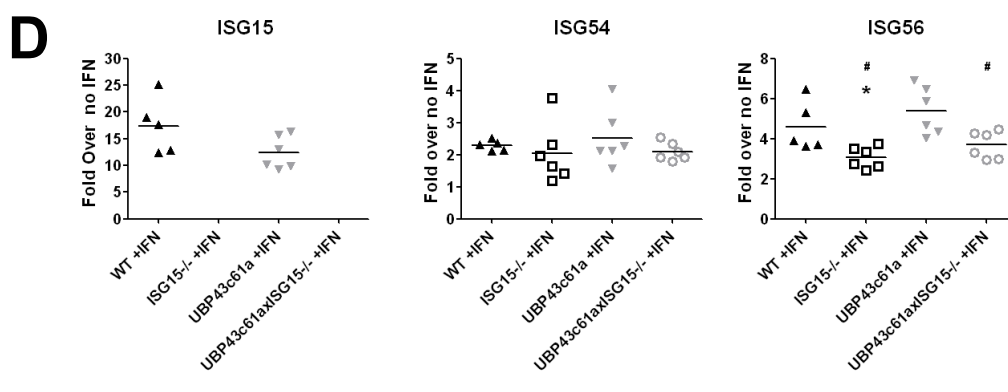 D
ISG15
Fold Over no IFN
30
25
20
15
10
5
0
WT +IFN
ISG15-/- +IFN
UBP43c61a +IFN
UBP43c61axISG15-/- +IFN
ISG54
Fold over no IFN
5
4
3
2
1
0
WT +IFN
ISG15-/- +IFN
UBP43c61a +IFN
UBP43c61axISG15-/- +IFN
ISG56
Fold over no IFN
8
6
4
2
0
#
*
#
WT +IFN
ISG15-/- +IFN
UBP43c61a +IFN
UBP43c61axISG15-/- +IFN